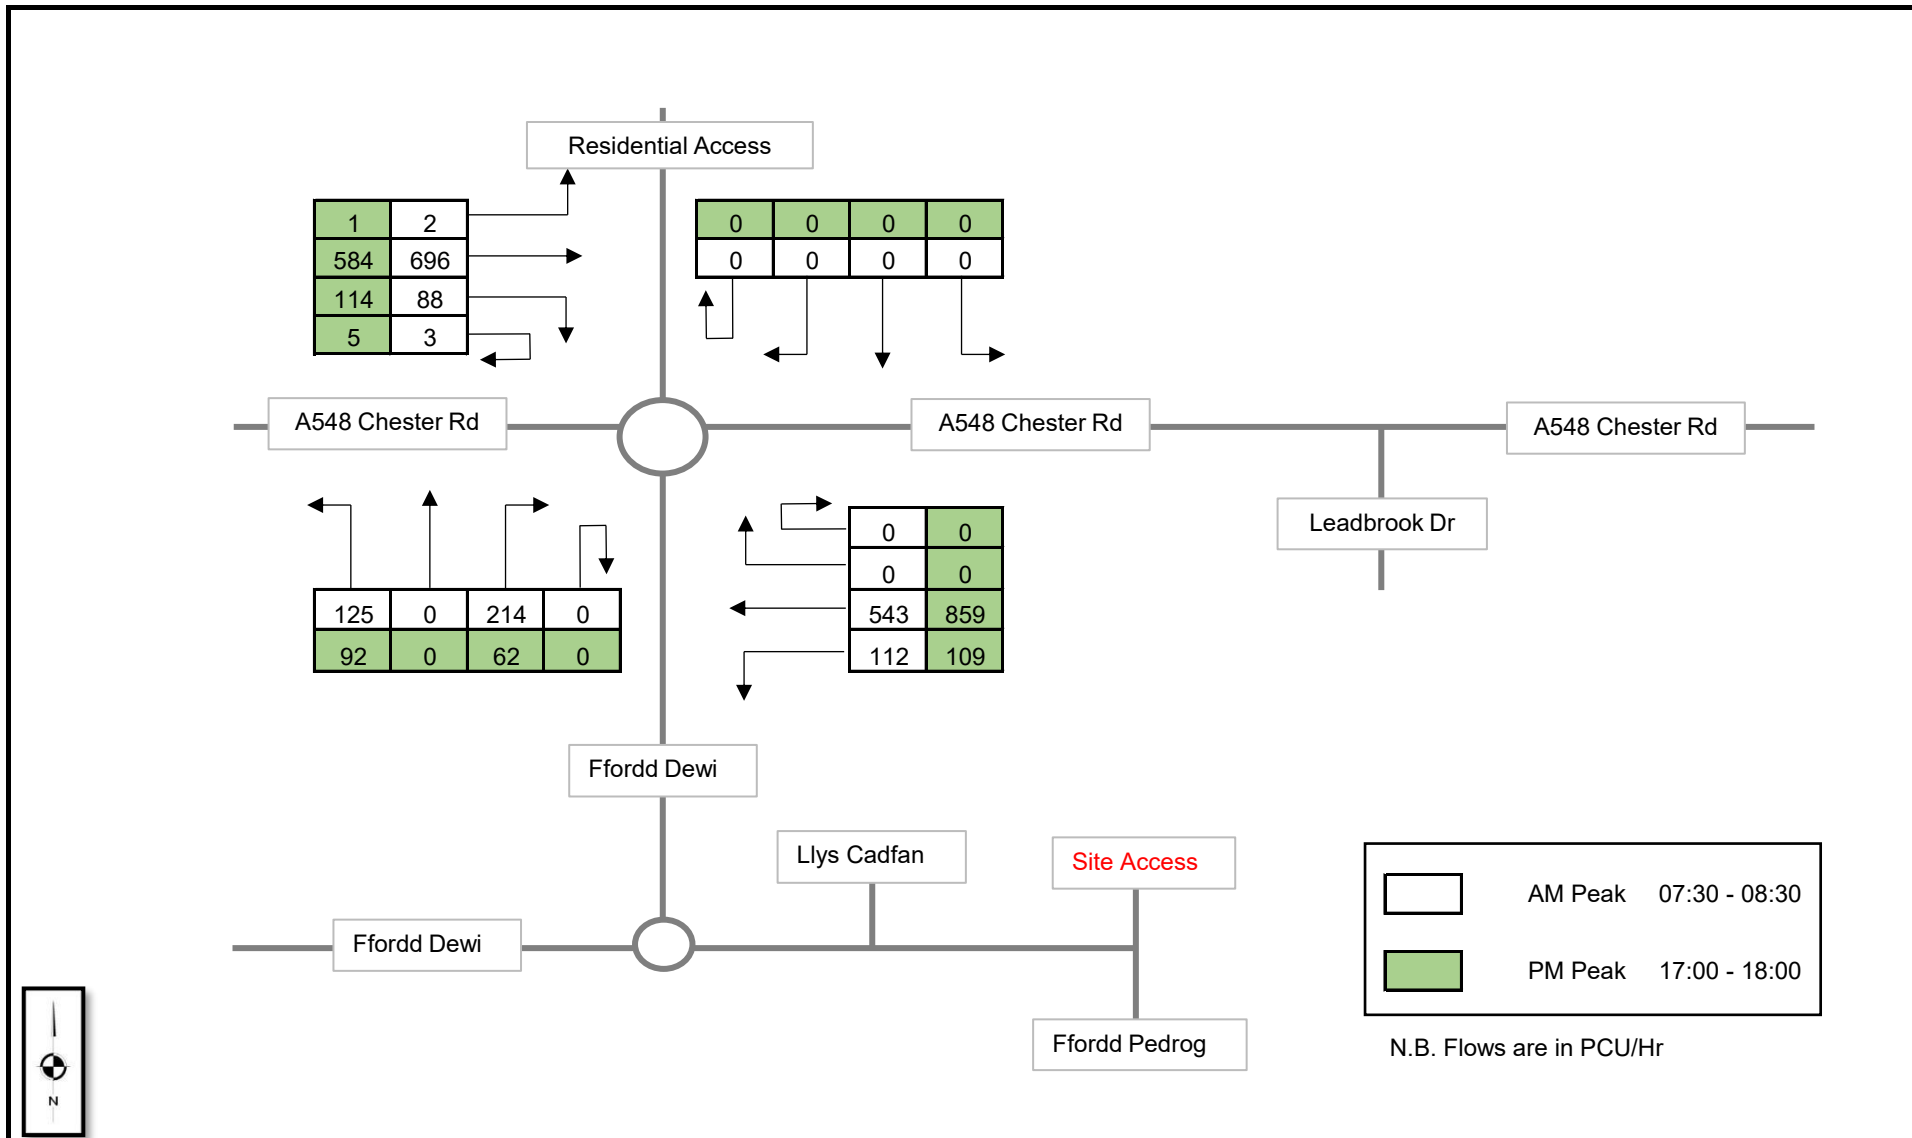 Residential Access
1 2
584 696
114 88
5 3
0 0 0 0
0 0 0 0
A548 Chester Rd
A548 Chester Rd
A548 Chester Rd
Leadbrook Dr
125 0 214 0
92 0 62 0
0 0
0 0
543 859
112 109
Ffordd Dewi
Llys Cadfan
Site Access
Ffordd Dewi
Ffordd Pedrog
AM Peak 07:30 - 08:30
PM Peak 17:00 - 18:00
N.B. Flows are in PCU/Hr
N